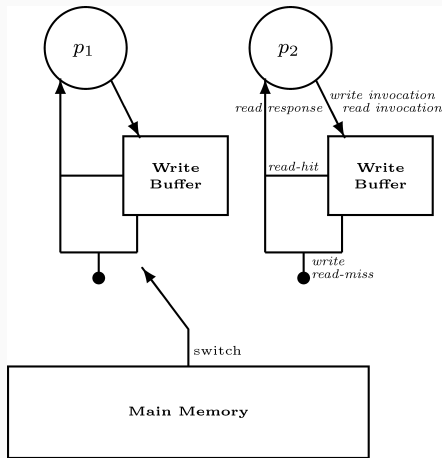 p1
p2
write invocation
read response
read invocation
Write
Buffer
read-hit
Write
Buffer
write
read-miss
switch
Main Memory